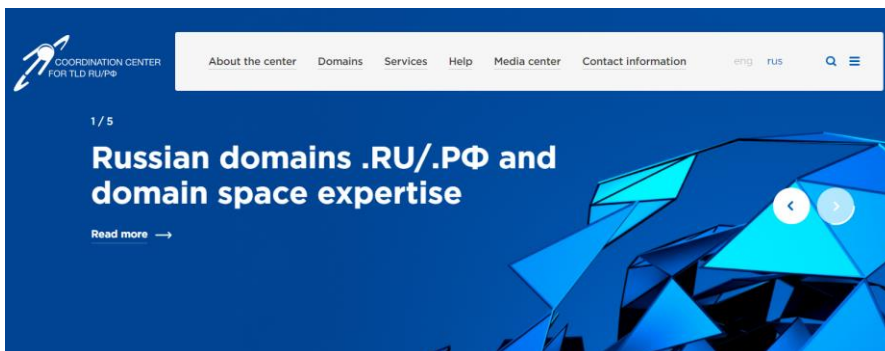 COORDINATION CENTER
FOR TLD RU/РФ
About the center Domains Services Help Media center Contact information eng rus
1 / 5
Russian domains .RU/.РФ and
domain space expertise
Read more